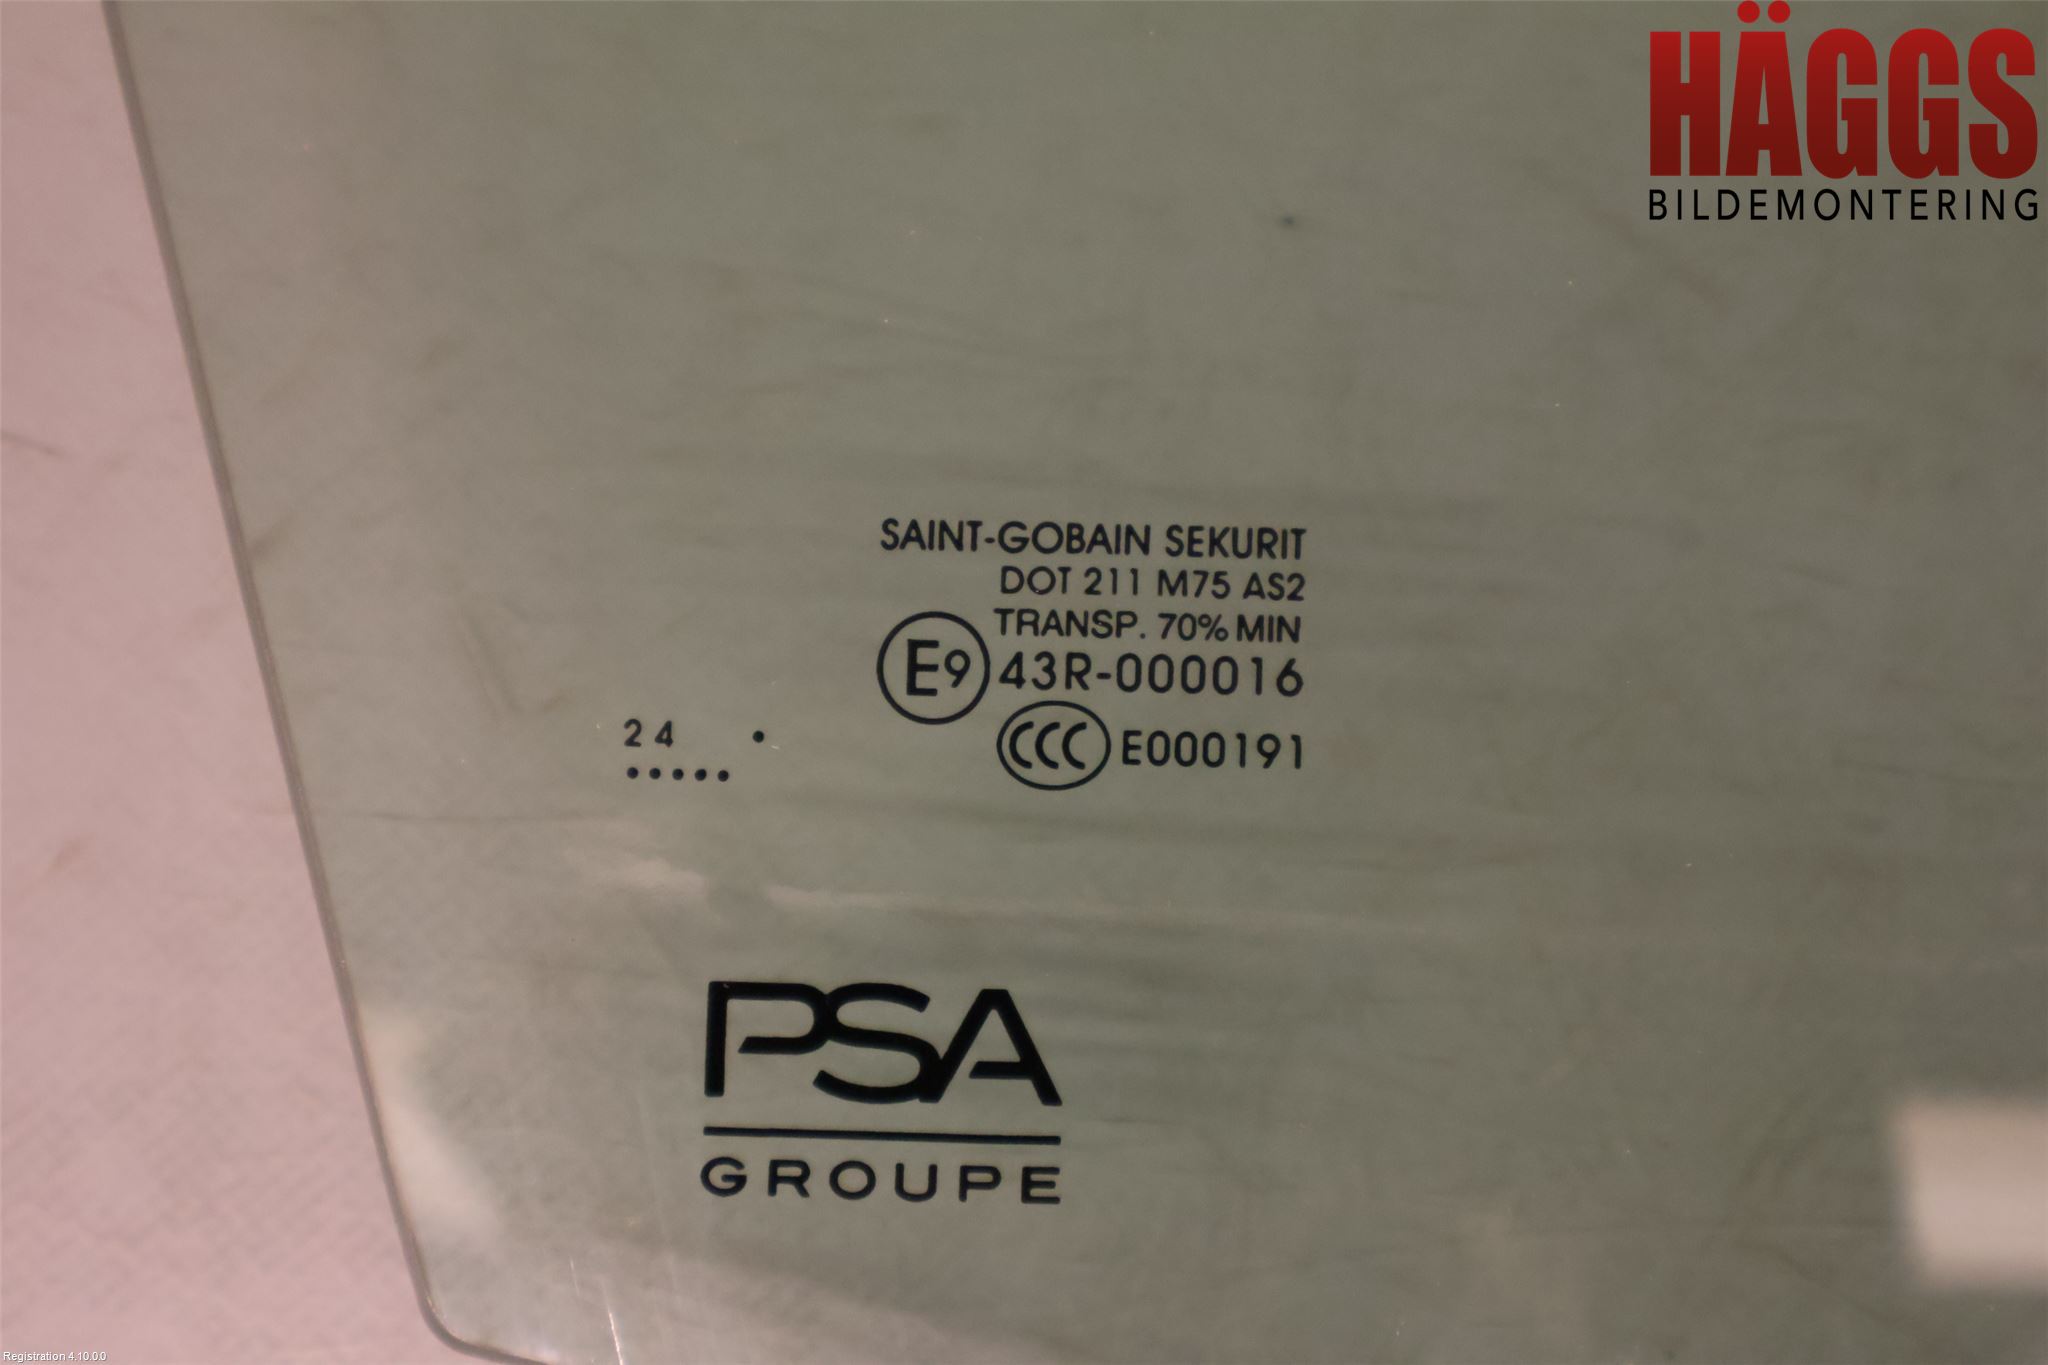 HÄGGS
BILDEMONTERING
SAINT-GOBAIN SEKURIT
DOT 211 M75 AS2
TRANSP. 70% MIN
E9 43R-000016
CCC E000191
24 .
.....
PSA
GROUPE
Registration 4.10.0.0